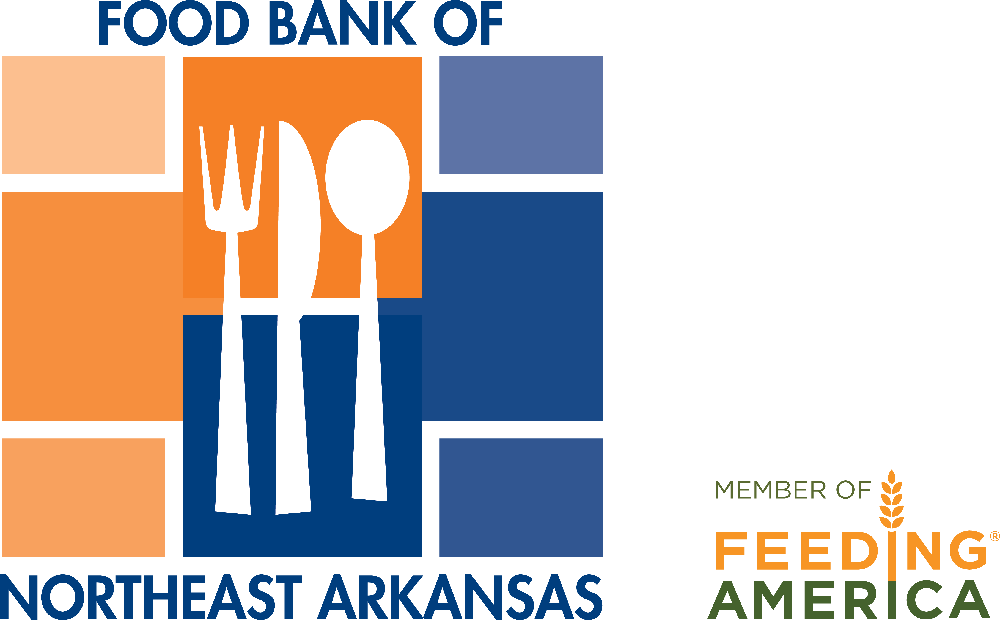 FOOD BANK OF
NORTHEAST ARKANSAS
MEMBER OF
FEEDING®
AMERICA